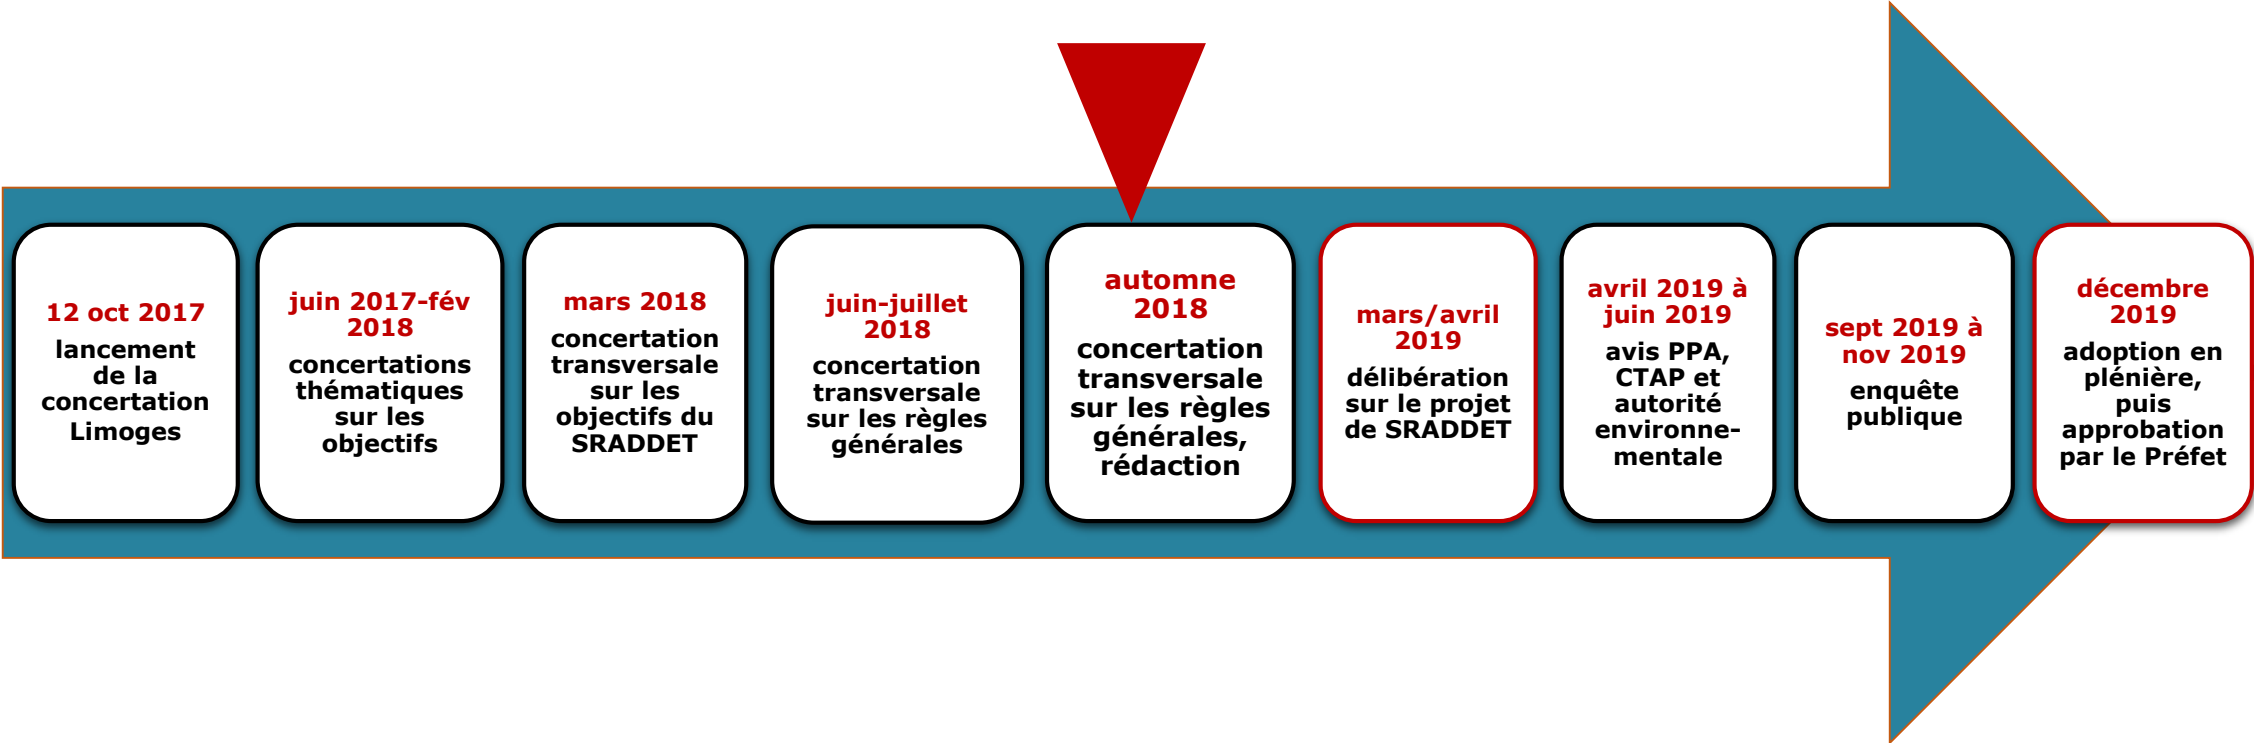 12 oct 2017
lancement
de la
concertation
Limoges
juin 2017-fév
2018
concertations
thématiques
sur les
objectifs
mars 2018
concertation
transversale
sur les
objectifs du
SRADDET
juin-juillet
2018
concertation
transversale
sur les règles
générales
automne
2018
concertation
transversale
sur les règles
générales,
rédaction
mars/avril
2019
délibération
sur le projet
de SRADDET
avril 2019 à
juin 2019
avis PPA,
CTAP et
autorité
environne-
mentale
sept 2019 à
nov 2019
enquête
publique
décembre
2019
adoption en
plénière,
puis
approbation
par le Préfet